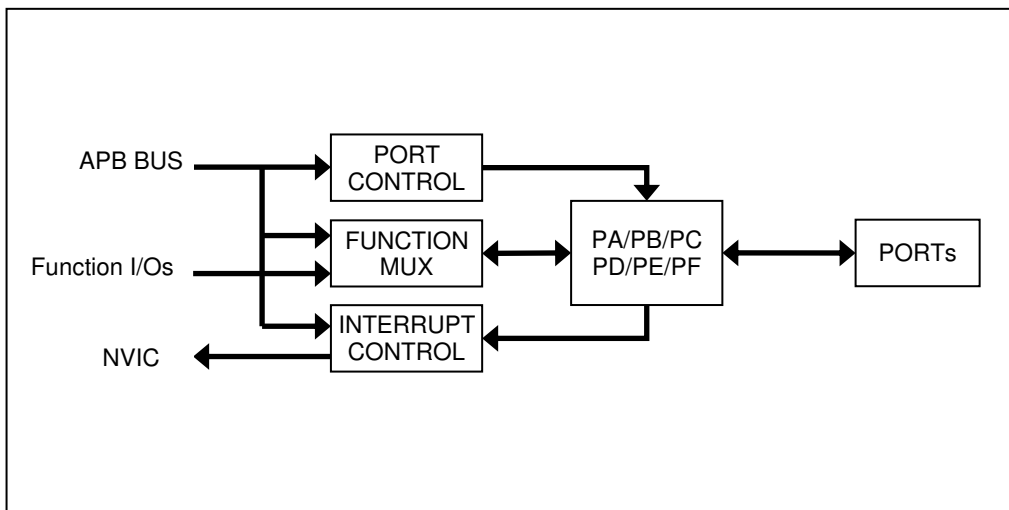 APB BUS
PORT
CONTROL
Function I/Os
FUNCTION
MUX
PA/PB/PC
PD/PE/PF
PORTs
NVIC
INTERRUPT
CONTROL